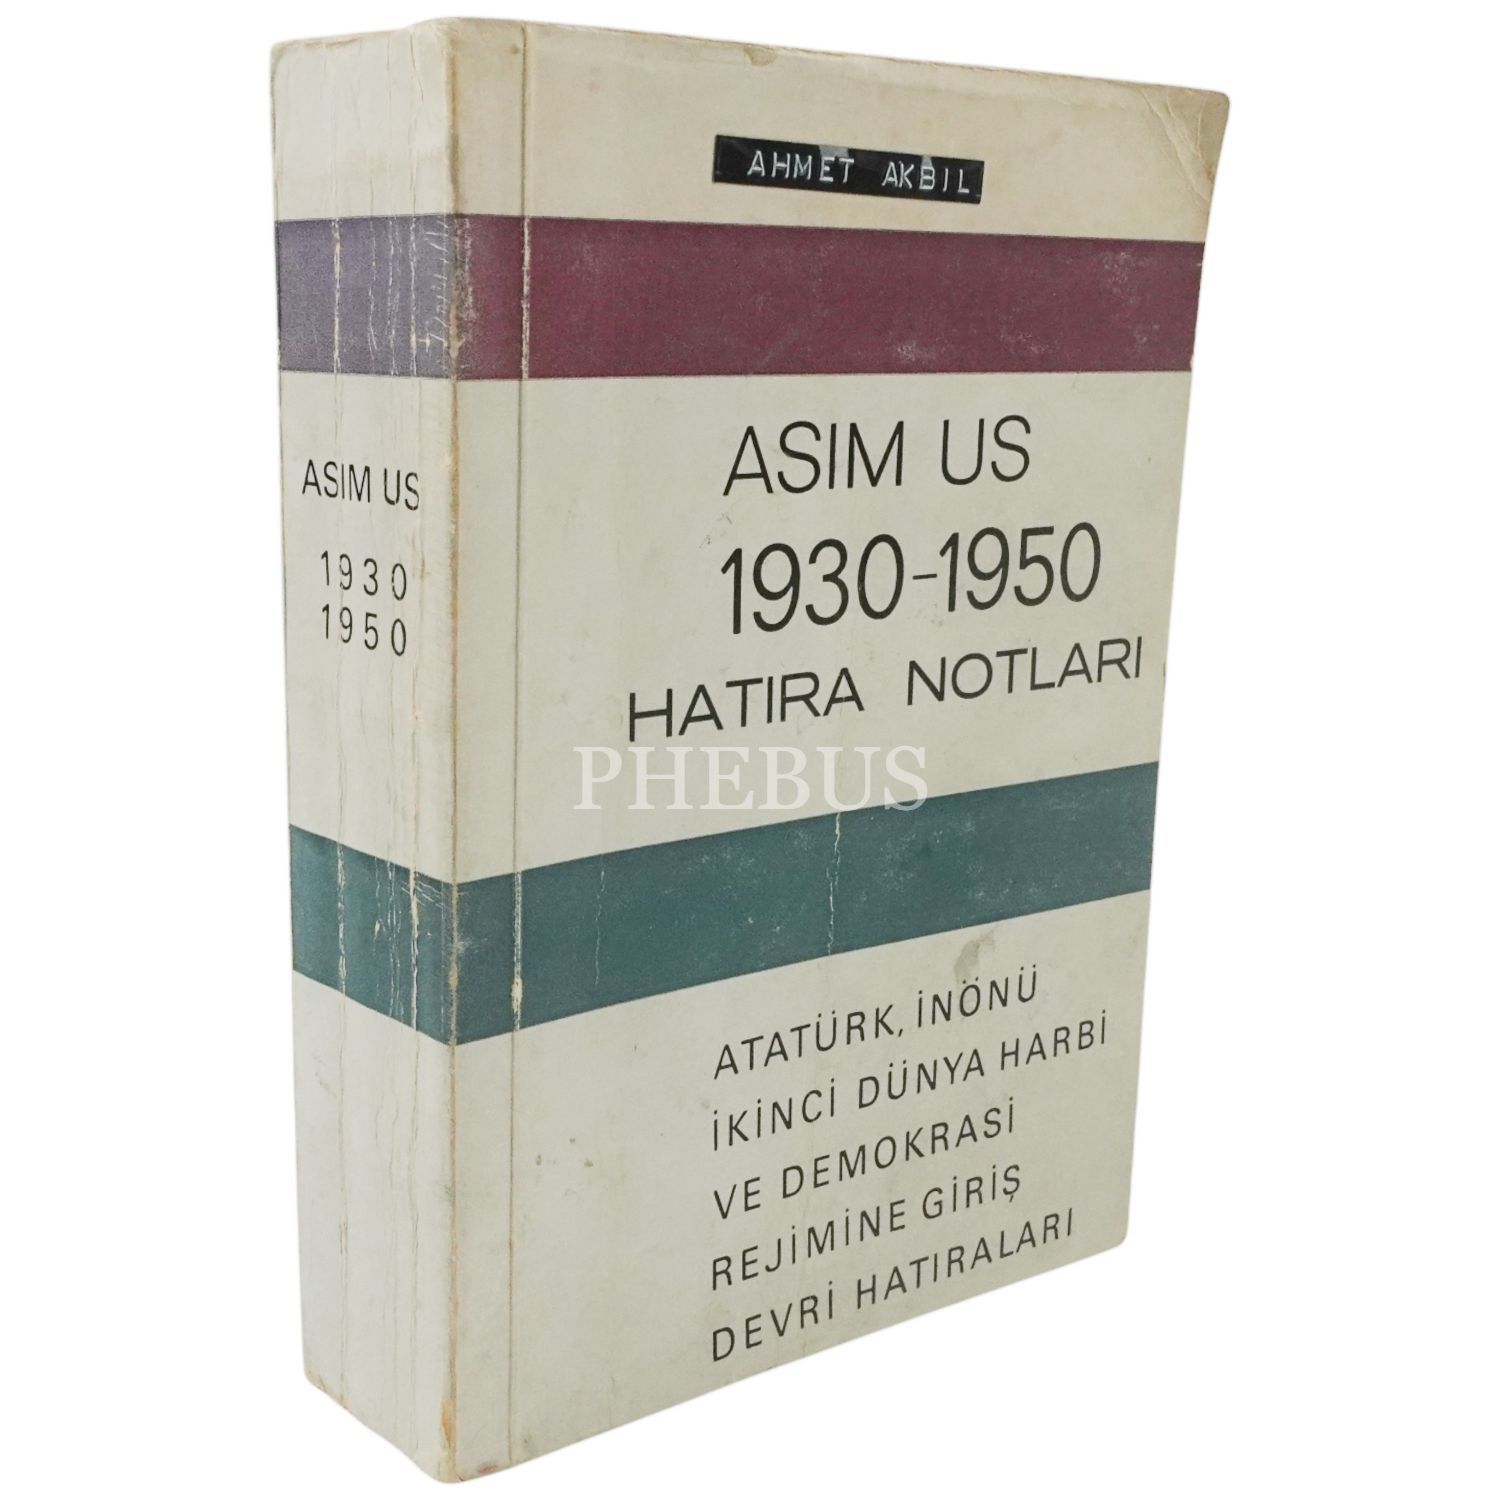 AHMET AKBIL
ASIM US
1930-1950
HATIRA NOTLARI
ATATÜRK, İNÖNÜ
İKİNCİ DÜNYA HARBİ
VE DEMOKRASİ
REJİMİNE GİRİŞ
DEVRİ HATIRALARI
ASIM US
1930
1950
PHEBUS